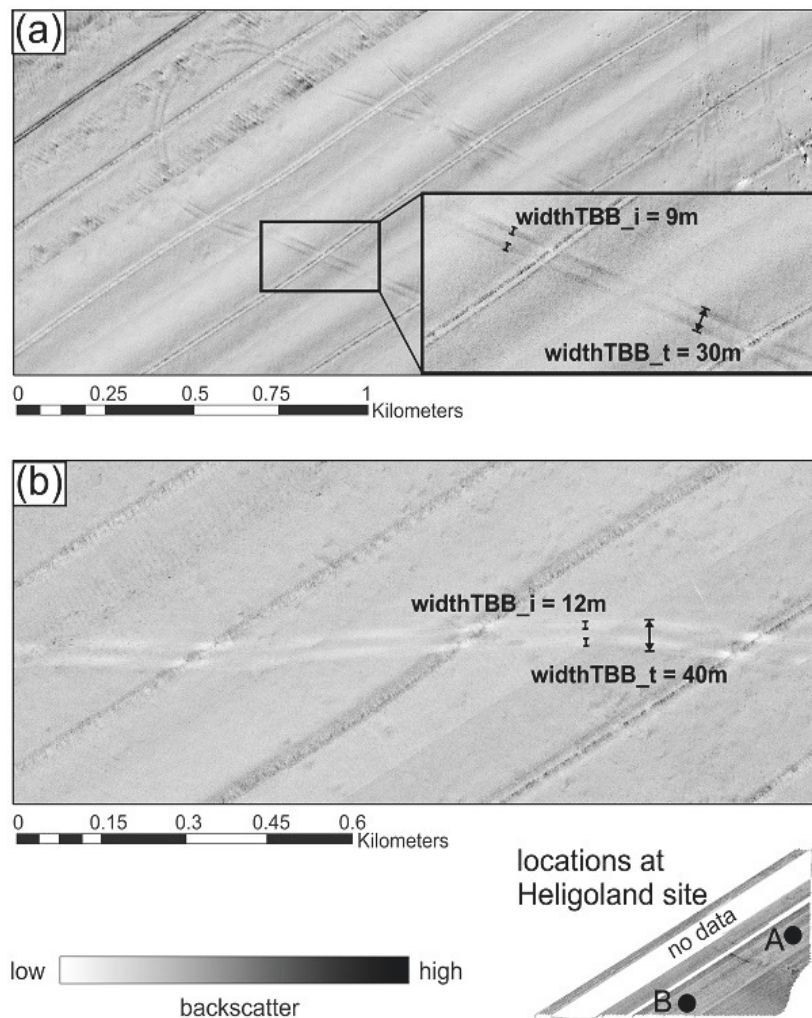 (a)
widthTBB_i = 9m
widthTBB_t = 30m
0 0.25 0.5 0.75 1
Kilometers
(b)
widthTBB_i = 12m
widthTBB_t = 40m
0 0.15 0.3 0.45 0.6
Kilometers
locations at
Heligoland site
no data
A
B
low high
backscatter